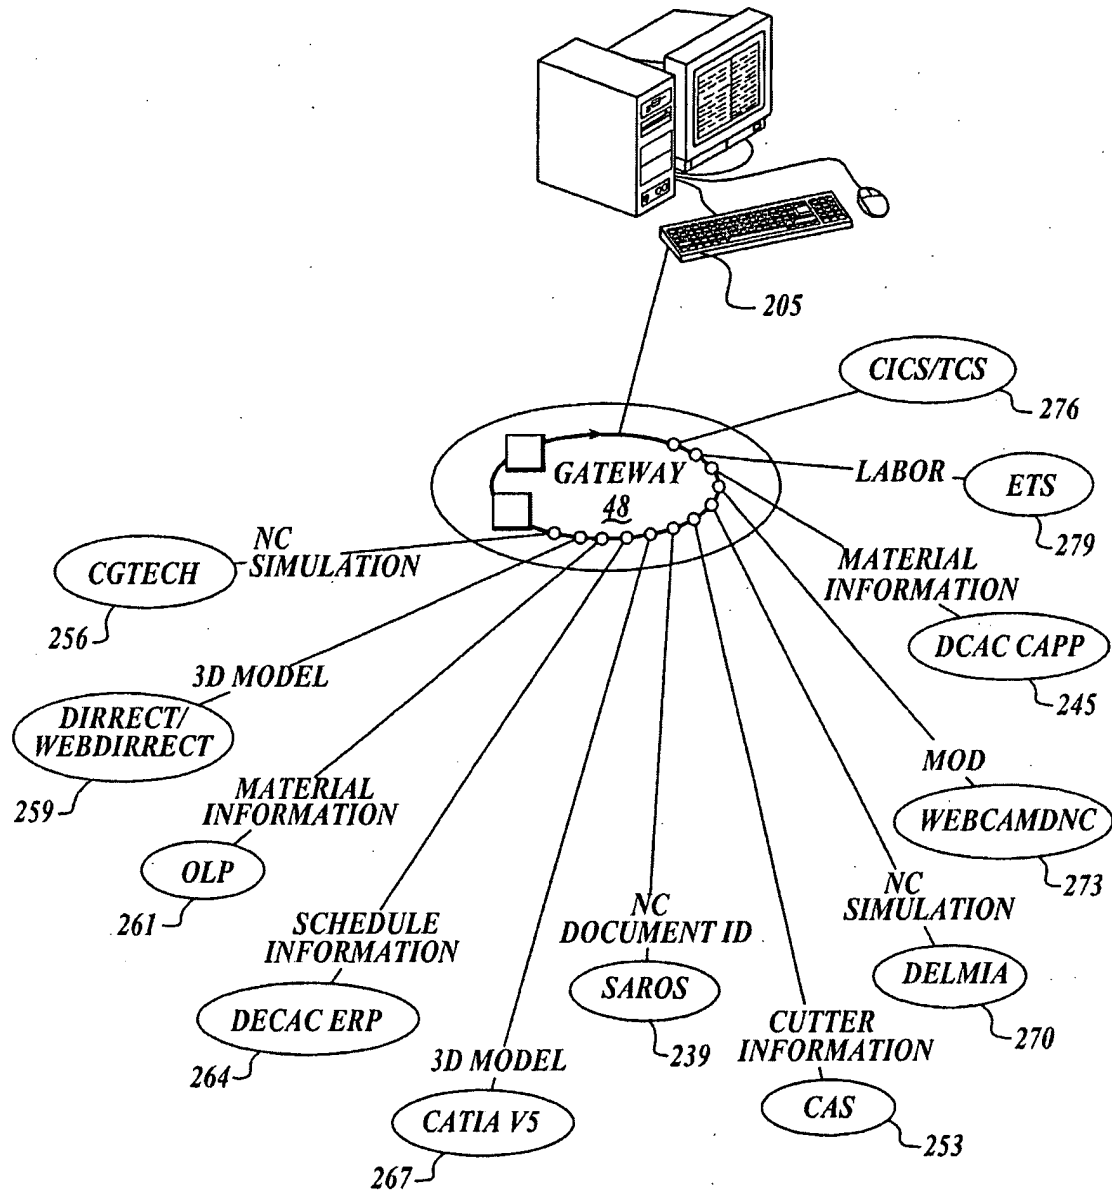 205
CICS/TCS
276
GATEWAY
48
LABOR
ETS
279
NC
SIMULATION
CGTECH
256
MATERIAL
INFORMATION
DCAC CAPP
245
3D MODEL
DIRRECT/
WEBDIRRECT
259
MOD
WEBCAMDNC
273
MATERIAL
INFORMATION
OLP
261
NC
SIMULATION
DELMIA
270
SCHEDULE
INFORMATION
DECAC ERP
264
NC
DOCUMENT ID
SAROS
239
CUTTER
INFORMATION
CAS
253
3D MODEL
CATIA V5
267